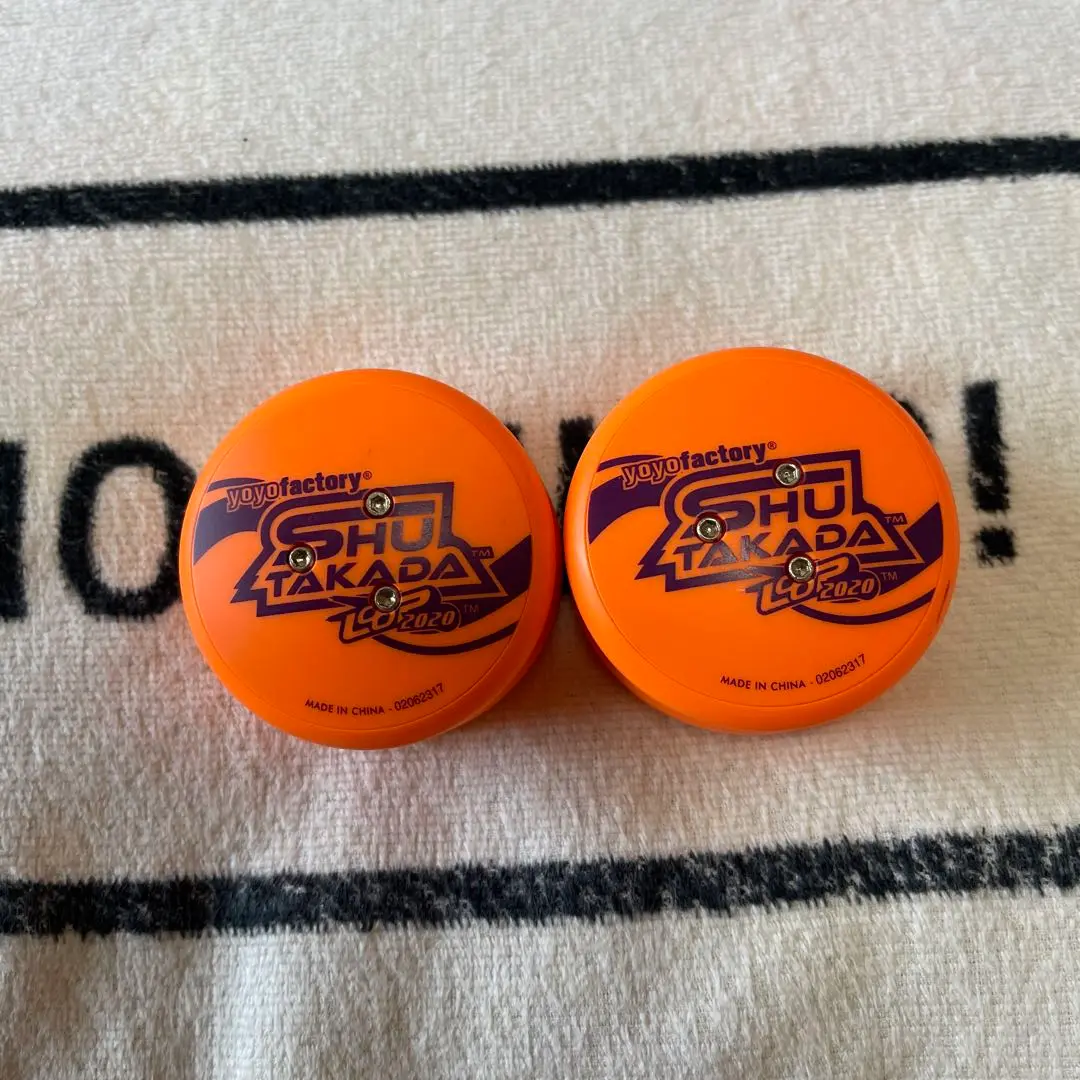 yoyofactory®
SHU
TAKADA™
LOOP 2020™
MADE IN CHINA - 02062317
yoyofactory®
SHU
TAKADA™
LOOP 2020™
MADE IN CHINA - 02062317